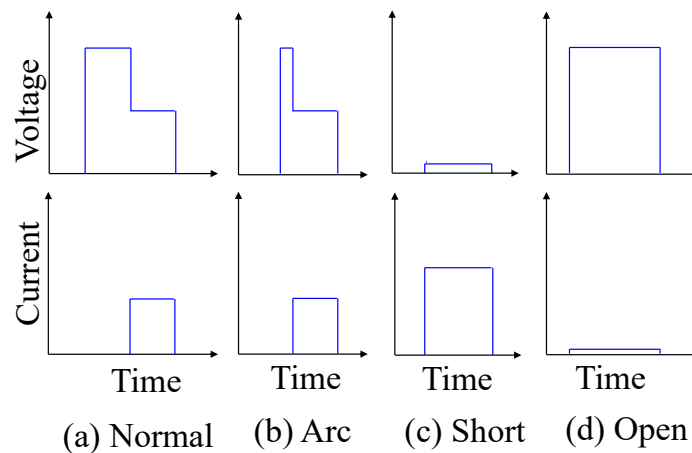 Voltage
Current
Time Time Time Time
(a) Normal (b) Arc (c) Short (d) Open